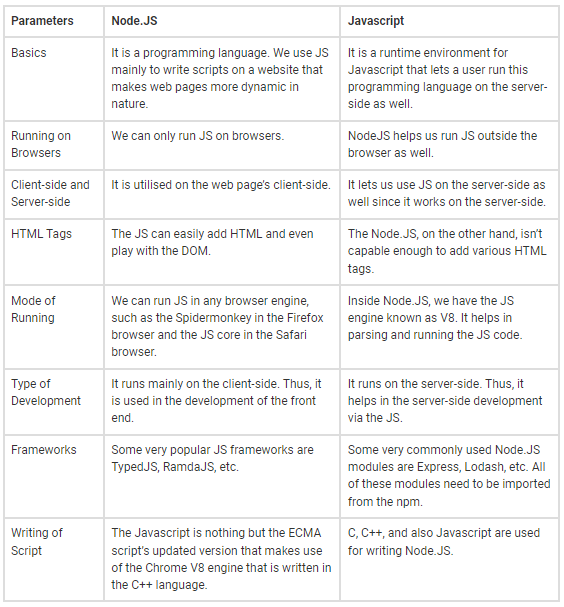 Parameters
Node.JS
Javascript
Basics
It is a programming language. We use JS
mainly to write scripts on a website that
makes web pages more dynamic in
nature.
It is a runtime environment for
Javascript that lets a user run this
programming language on the server-
side as well.
Running on
Browsers
We can only run JS on browsers.
NodeJS helps us run JS outside the
browser as well.
Client-side and
Server-side
It is utilised on the web page's client-side.
It lets us use JS on the server-side as
well since it works on the server-side.
HTML Tags
The JS can easily add HTML and even
play with the DOM.
The Node.JS, on the other hand, isn't
capable enough to add various HTML
tags.
Mode of
Running
We can run JS in any browser engine,
such as the Spidermonkey in the Firefox
browser and the JS core in the Safari
browser.
Inside Node.JS, we have the JS
engine known as V8. It helps in
parsing and running the JS code.
Type of
Development
It runs mainly on the client-side. Thus, it
is used in the development of the front
end.
It runs on the server-side. Thus, it
helps in the server-side development
via the JS.
Frameworks
Some very popular JS frameworks are
TypedJS, RamdaJS, etc.
Some very commonly used Node.JS
modules are Express, Lodash, etc. All
of these modules need to be imported
from the npm.
Writing of
Script
The Javascript is nothing but the ECMA
script's updated version that makes use
of the Chrome V8 engine that is written in
the C++ language.
C, C++, and also Javascript are used
for writing Node.JS.